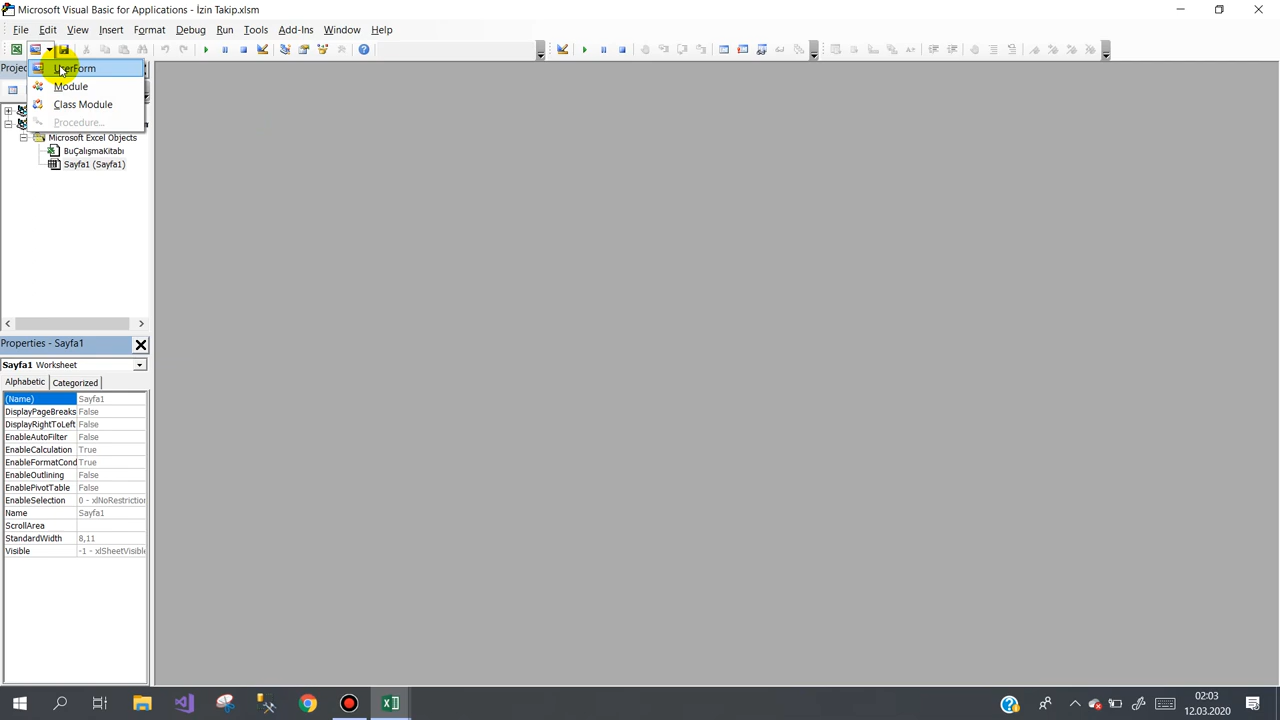 Microsoft Visual Basic for Applications - İzin Takip.xlsm
File Edit View Insert Format Debug Run Tools Add-Ins Window Help
UserForm
Module
Class Module
Procedure...
Microsoft Excel Objects
BuÇalışmaKitabı
Sayfa1 (Sayfa1)
Properties - Sayfa1
Sayfa1 Worksheet
Alphabetic Categorized
(Name) Sayfa1
DisplayPageBreaks False
DisplayRightToLeft False
EnableAutoFilter False
EnableCalculation True
EnableFormatCond True
EnableOutlining False
EnablePivotTable False
EnableSelection 0 - xlNoRestriction
Name Sayfa1
ScrollArea
StandardWidth 8,11
Visible -1 - xlSheetVisible
02:03
12.03.2020